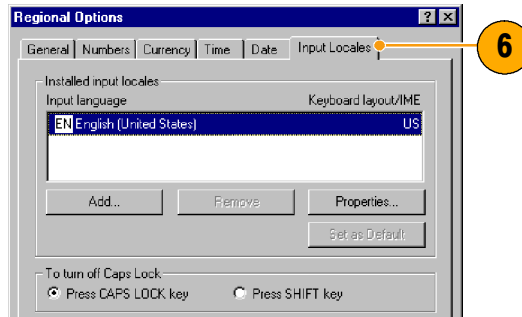 Regional Options
General Numbers Currency Time Date Input Locales
6
Installed input locales
Input language Keyboard layout/IME
EN English (United States) US
Add... Remove Properties...
Set as Default
To turn off Caps Lock
Press CAPS LOCK key Press SHIFT key